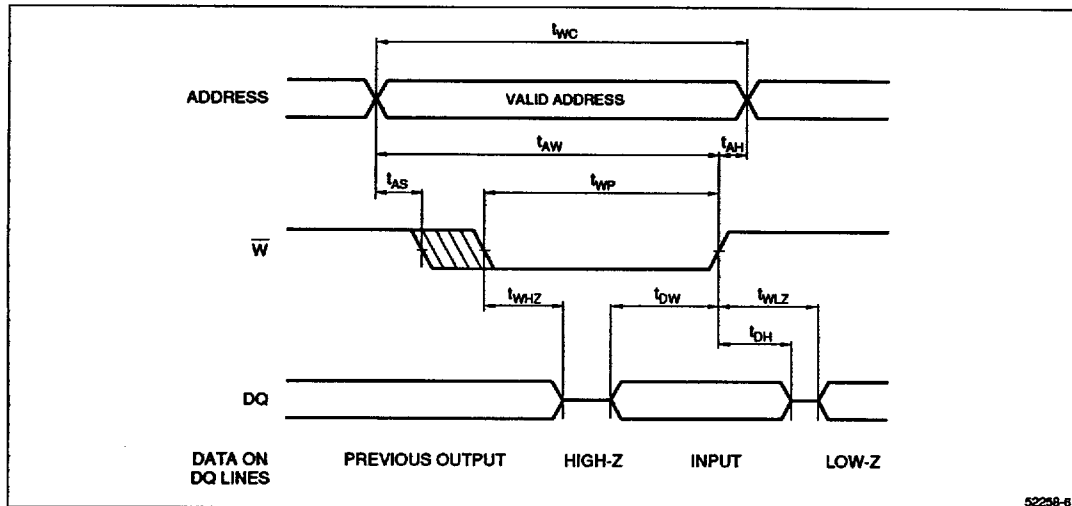 tWC
ADDRESS
VALID ADDRESS
tAW
tAH
tAS
tWP
W̅
tWHZ
tDW
tWLZ
tDH
DQ
DATA ON
DQ LINES
PREVIOUS OUTPUT
HIGH-Z
INPUT
LOW-Z
52258-6